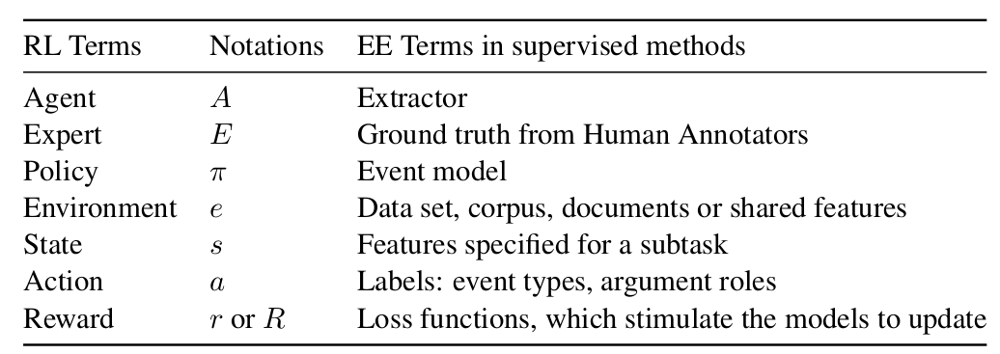 RL Terms Notations EE Terms in supervised methods
Agent A Extractor
Expert E Ground truth from Human Annotators
Policy π Event model
Environment e Data set, corpus, documents or shared features
State s Features specified for a subtask
Action a Labels: event types, argument roles
Reward r or R Loss functions, which stimulate the models to update